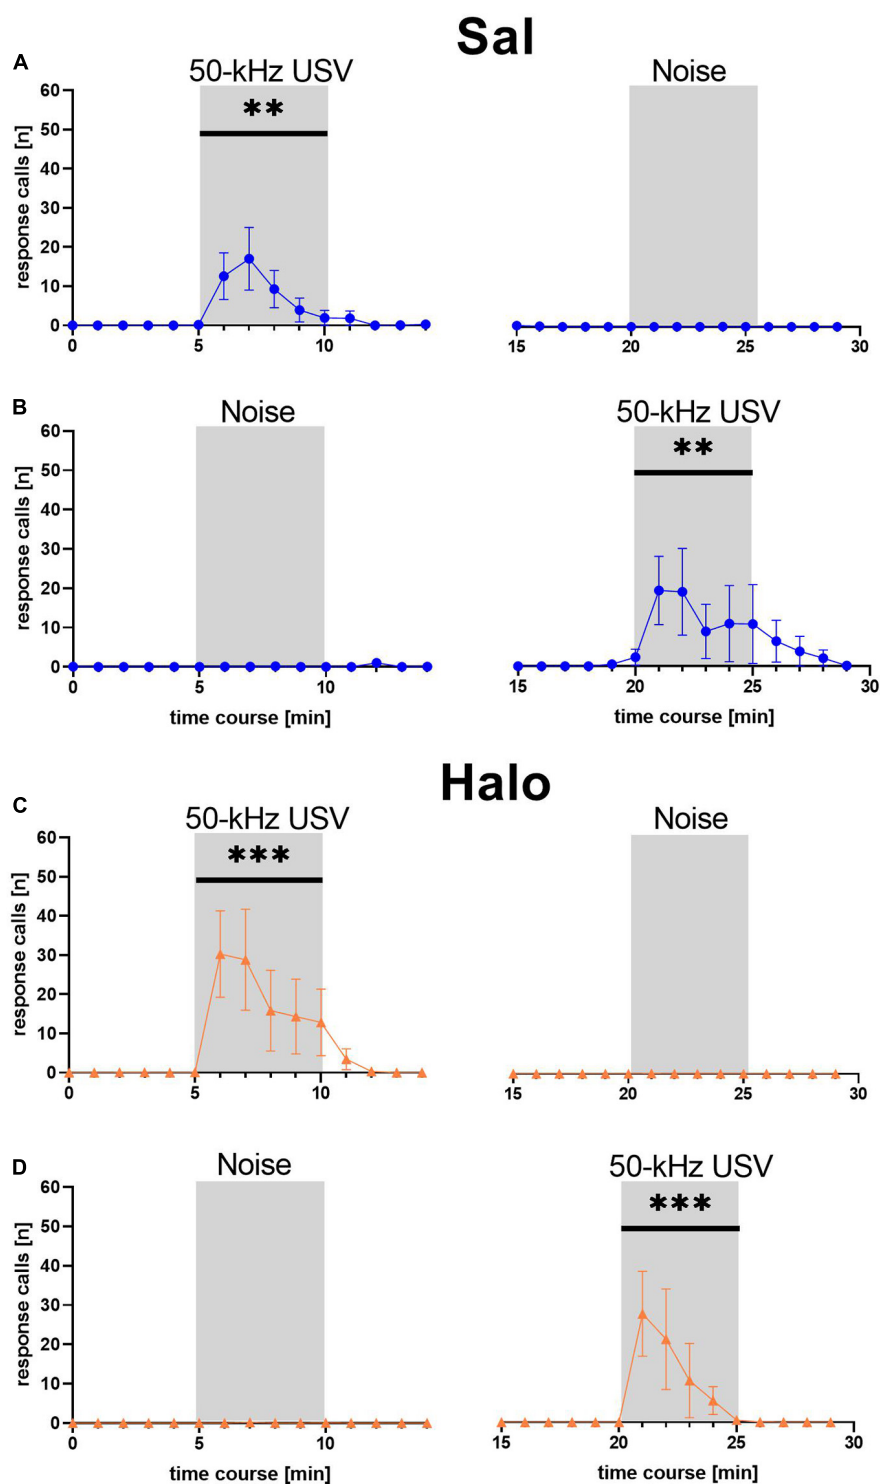 Sal
A
50-kHz USV
Noise
**
response calls [n]
60
50
40
30
20
10
0
0 5 10
15 20 25 30
B
Noise
50-kHz USV
**
response calls [n]
60
50
40
30
20
10
0
0 5 10
15 20 25 30
time course [min]
time course [min]
Halo
C
50-kHz USV
Noise
***
response calls [n]
60
50
40
30
20
10
0
0 5 10
15 20 25 30
D
Noise
50-kHz USV
***
response calls [n]
60
50
40
30
20
10
0
0 5 10
15 20 25 30
time course [min]
time course [min]